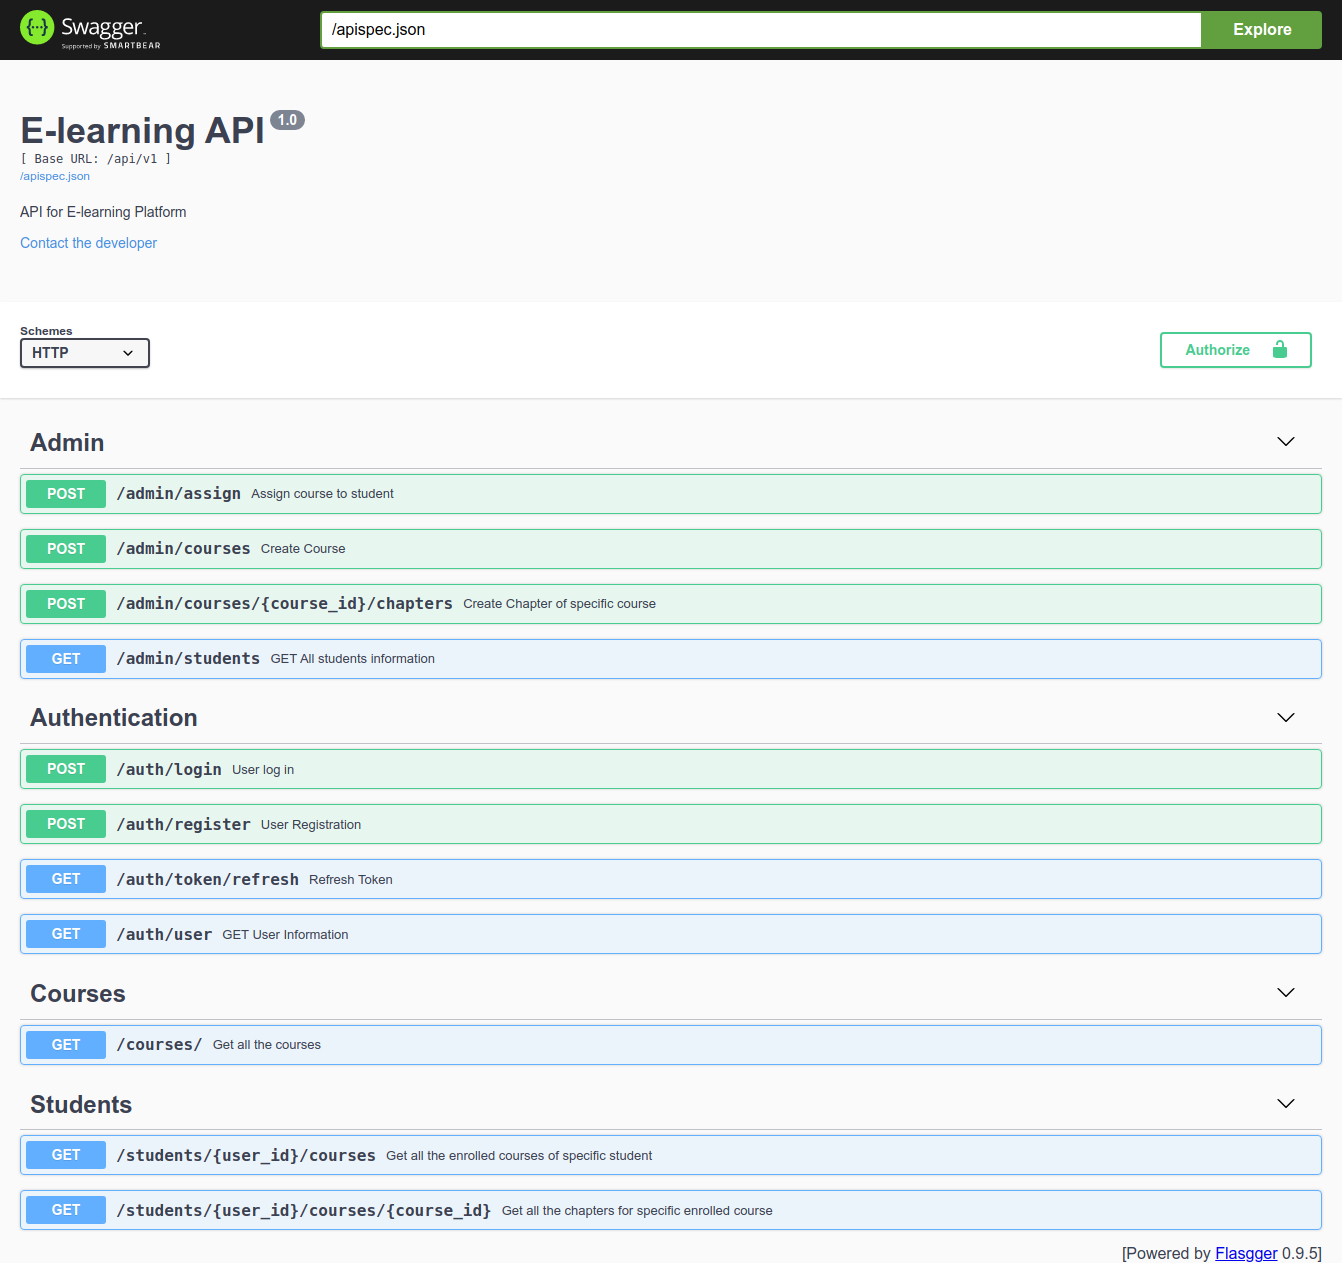 {···} Swagger
Supported by SMARTBEAR
/apispec.json
Explore
E-learning API 1.0
[ Base URL: /api/v1 ]
/apispec.json
API for E-learning Platform
Contact the developer
Schemes
HTTP
Authorize
Admin
POST /admin/assign Assign course to student
POST /admin/courses Create Course
POST /admin/courses/{course_id}/chapters Create Chapter of specific course
GET /admin/students GET All students information
Authentication
POST /auth/login User log in
POST /auth/register User Registration
GET /auth/token/refresh Refresh Token
GET /auth/user GET User Information
Courses
GET /courses/ Get all the courses
Students
GET /students/{user_id}/courses Get all the enrolled courses of specific student
GET /students/{user_id}/courses/{course_id} Get all the chapters for specific enrolled course
[Powered by Flasgger 0.9.5]